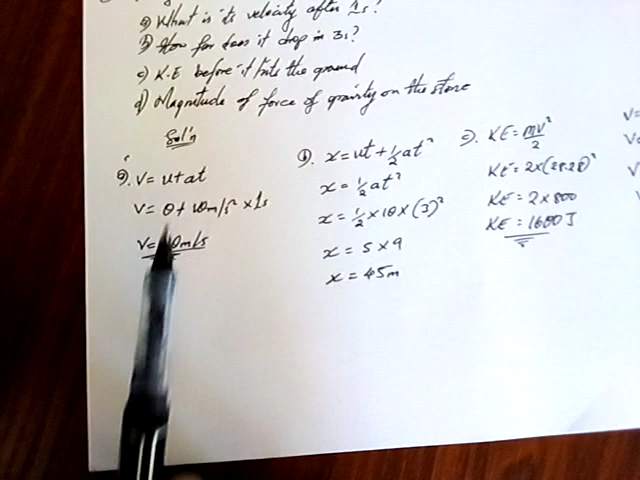 a) What is its velocity after 1s?
b) How far does it drop in 3s?
c) K.E before it hits the ground
d) Magnitude of force of gravity on the stone
Sol'n
a). V = u + at
V = 0 + 10m/s² × 1s
V = 10m/s
b). x = ut + ½at²
x = ½at²
x = ½ × 10 × (3)²
x = 5 × 9
x = 45m
c). KE = mv²/2
KE = 2 × (28.28)²
KE = 2 × 800
KE = 1600J
V=
V=
V